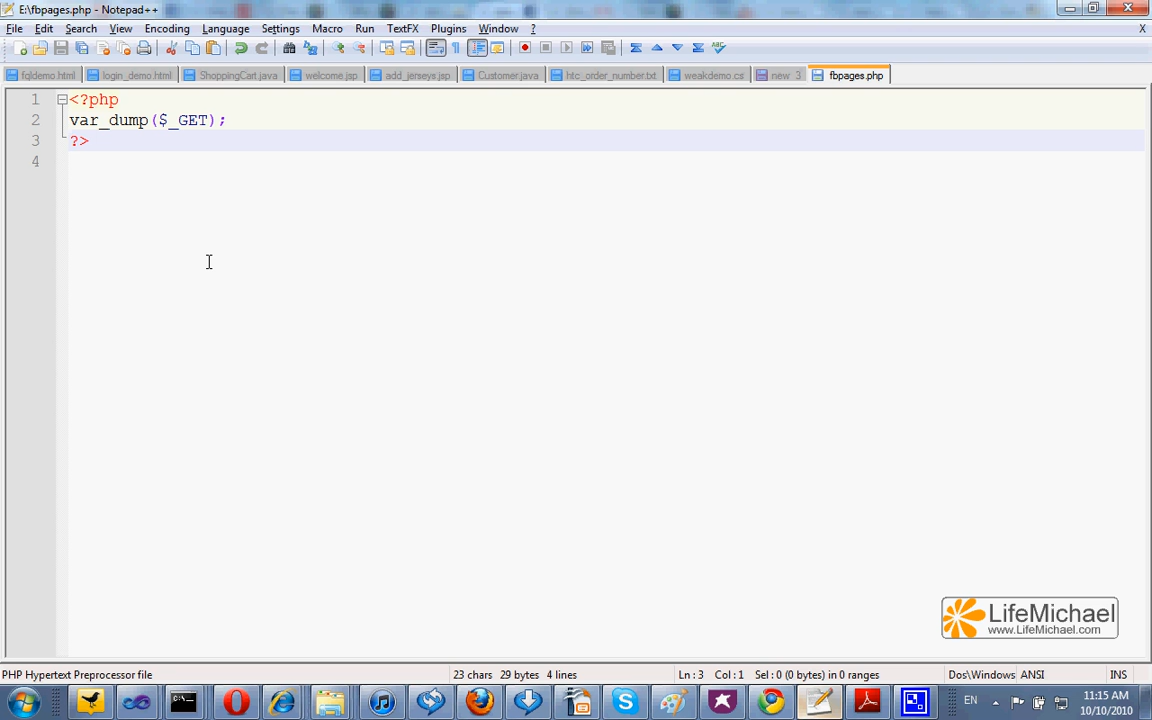 E:\fbpages.php - Notepad++
File Edit Search View Encoding Language Settings Macro Run TextFX Plugins Window ?
X
fqldemo.html login_demo.html ShoppingCart.java welcome.jsp add_jerseys.jsp Customer.java htc_order_number.txt weakdemo.cs new 3 fbpages.php
1 <?php
2 var_dump($_GET);
3 ?>
4
LifeMichael
www.LifeMichael.com
PHP Hypertext Preprocessor file 23 chars 29 bytes 4 lines Ln:3 Col:1 Sel:0 (0 bytes) in 0 ranges Dos\Windows ANSI INS
EN 11:15 AM
10/10/2010